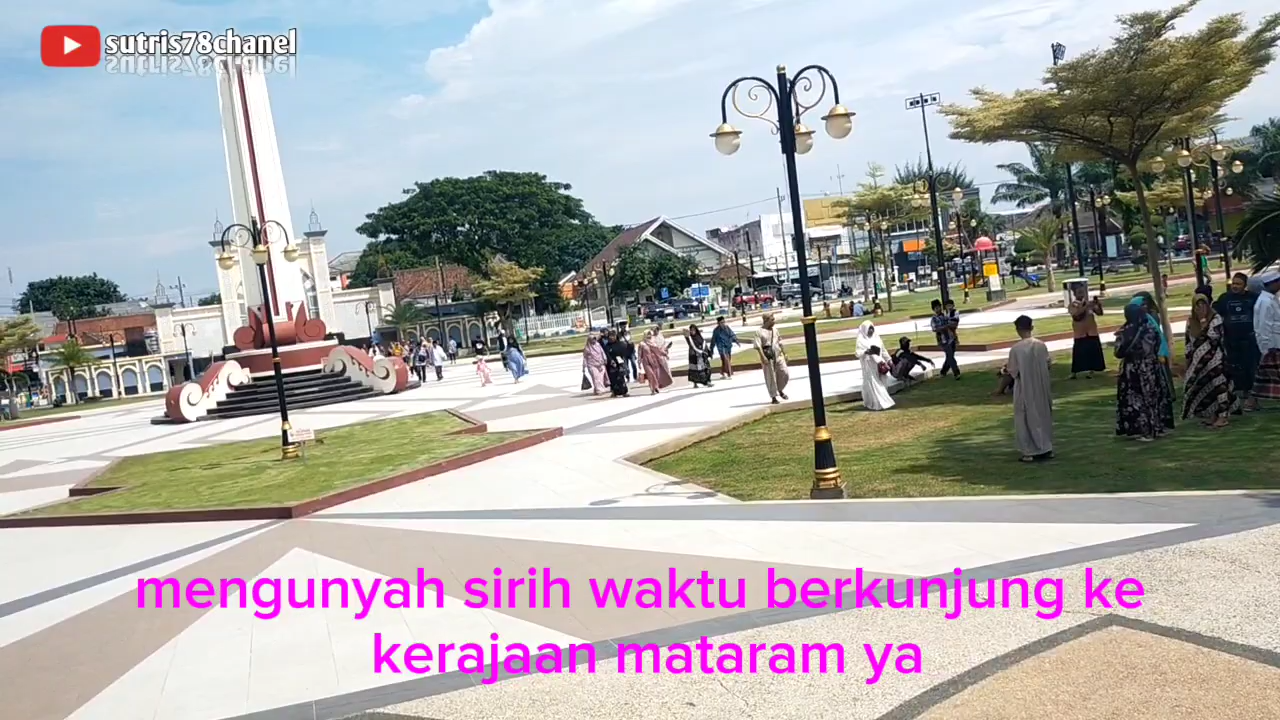 sutris78chanel
mengunyah sirih waktu berkunjung ke
kerajaan mataram ya